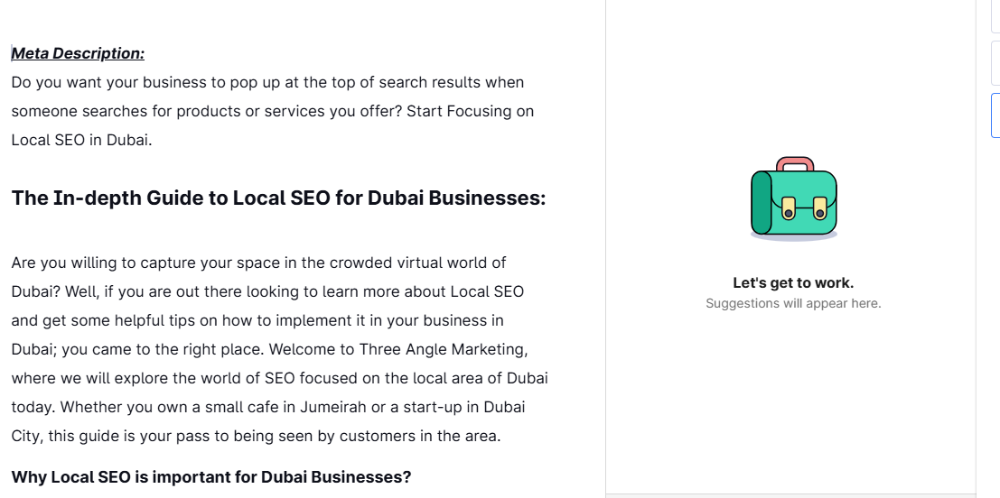 Meta Description:
Do you want your business to pop up at the top of search results when
someone searches for products or services you offer? Start Focusing on
Local SEO in Dubai.
The In-depth Guide to Local SEO for Dubai Businesses:
Are you willing to capture your space in the crowded virtual world of
Dubai? Well, if you are out there looking to learn more about Local SEO
and get some helpful tips on how to implement it in your business in
Dubai; you came to the right place. Welcome to Three Angle Marketing,
where we will explore the world of SEO focused on the local area of Dubai
today. Whether you own a small cafe in Jumeirah or a start-up in Dubai
City, this guide is your pass to being seen by customers in the area.
Why Local SEO is important for Dubai Businesses?
Let's get to work.
Suggestions will appear here.